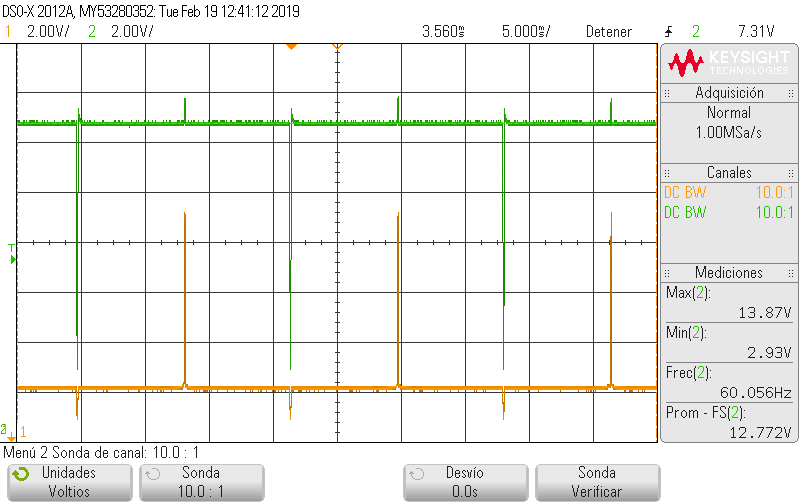 DSO-X 2012A, MY53280352: Tue Feb 19 12:41:12 2019
1 2.00V/ 2 2.00V/ 3.560s 5.000s/ Detener 2 7.31V
KEYSIGHT
TECHNOLOGIES
Adquisición
Normal
1.00MSa/s
Canales
DC BW 10.0:1
DC BW 10.0:1
Mediciones
Max(2):
13.87V
Min(2):
2.93V
Frec(2):
60.056Hz
Prom - FS(2):
12.772V
T
2
1
Menú 2 Sonda de canal: 10.0 : 1
Unidades
Voltios
Sonda
10.0 : 1
Desvío
0.0s
Sonda
Verificar